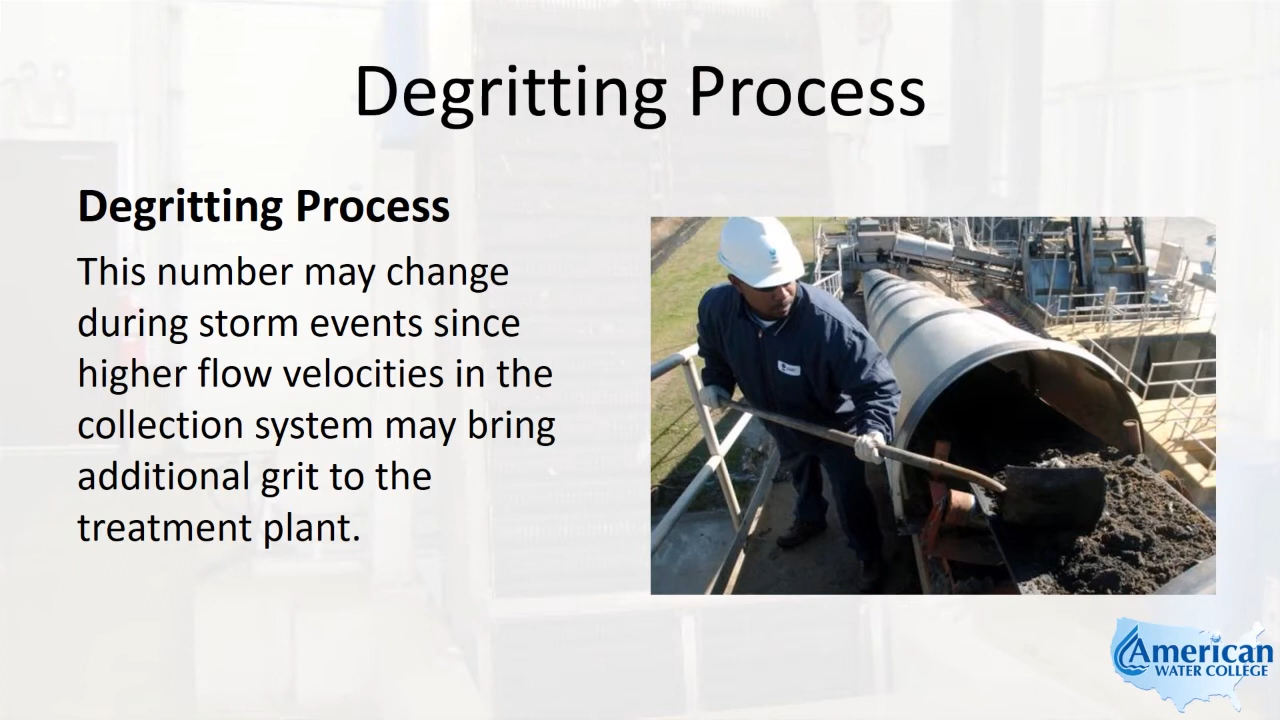 Degritting Process
Degritting Process
This number may change
during storm events since
higher flow velocities in the
collection system may bring
additional grit to the
treatment plant.
American
WATER COLLEGE